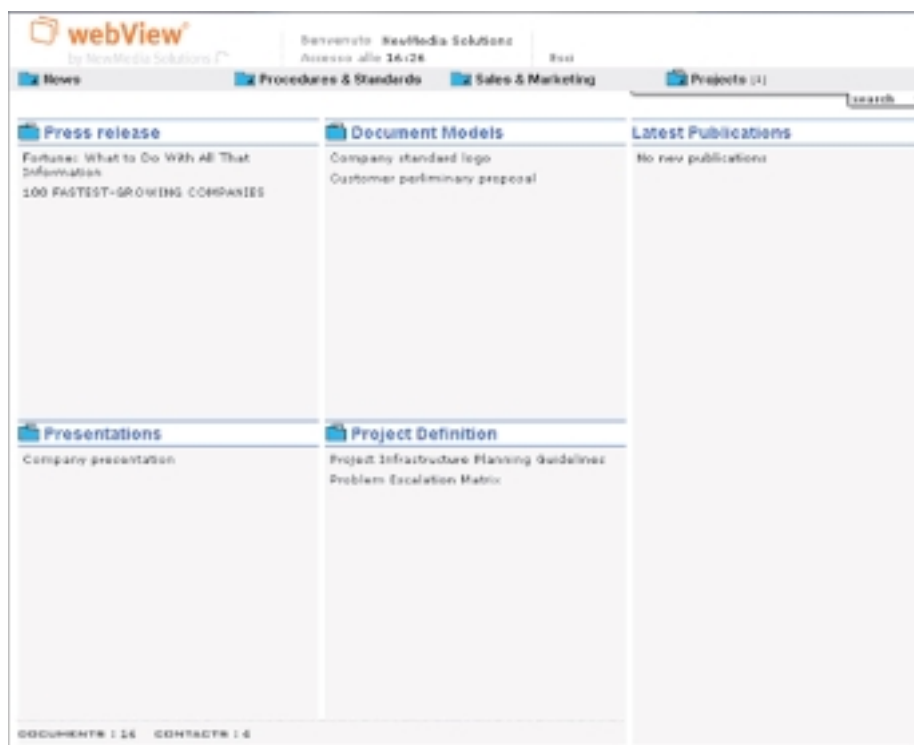 webView
by NewMedia Solutions
Benvenuto NewMedia Solutions
Accesso alle 16:26
Esci
News
Procedures & Standards
Sales & Marketing
Projects [1]
search
Press release
Fortune: What to Do With All That
Information
100 FASTEST-GROWING COMPANIES
Document Models
Company standard logo
Customer perliminary proposal
Latest Publications
No new publications
Presentations
Company presentation
Project Definition
Project Infrastructure Planning Guidelines
Problem Escalation Matrix
DOCUMENTS : 16 CONTACTS : 6